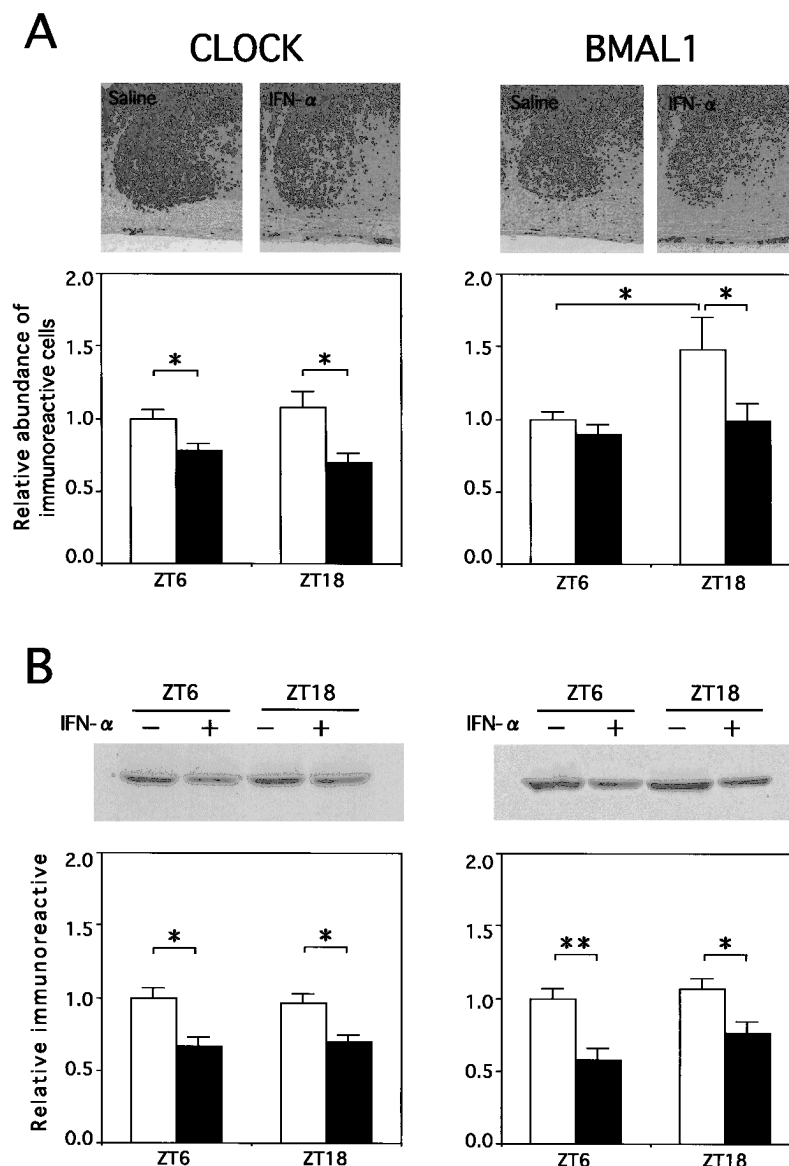 A
CLOCK
BMAL1
Saline
IFN-α
Saline
IFN-α
Relative abundance of
immunoreactive cells
2.0
1.5
1.0
0.5
0.0
*
*
ZT6
ZT18
2.0
1.5
1.0
0.5
0.0
*
*
ZT6
ZT18
B
ZT6
ZT18
IFN-α
− + − +
ZT6
ZT18
IFN-α
− + − +
Relative immunoreactive
2.0
1.5
1.0
0.5
0.0
*
*
ZT6
ZT18
2.0
1.5
1.0
0.5
0.0
**
*
ZT6
ZT18